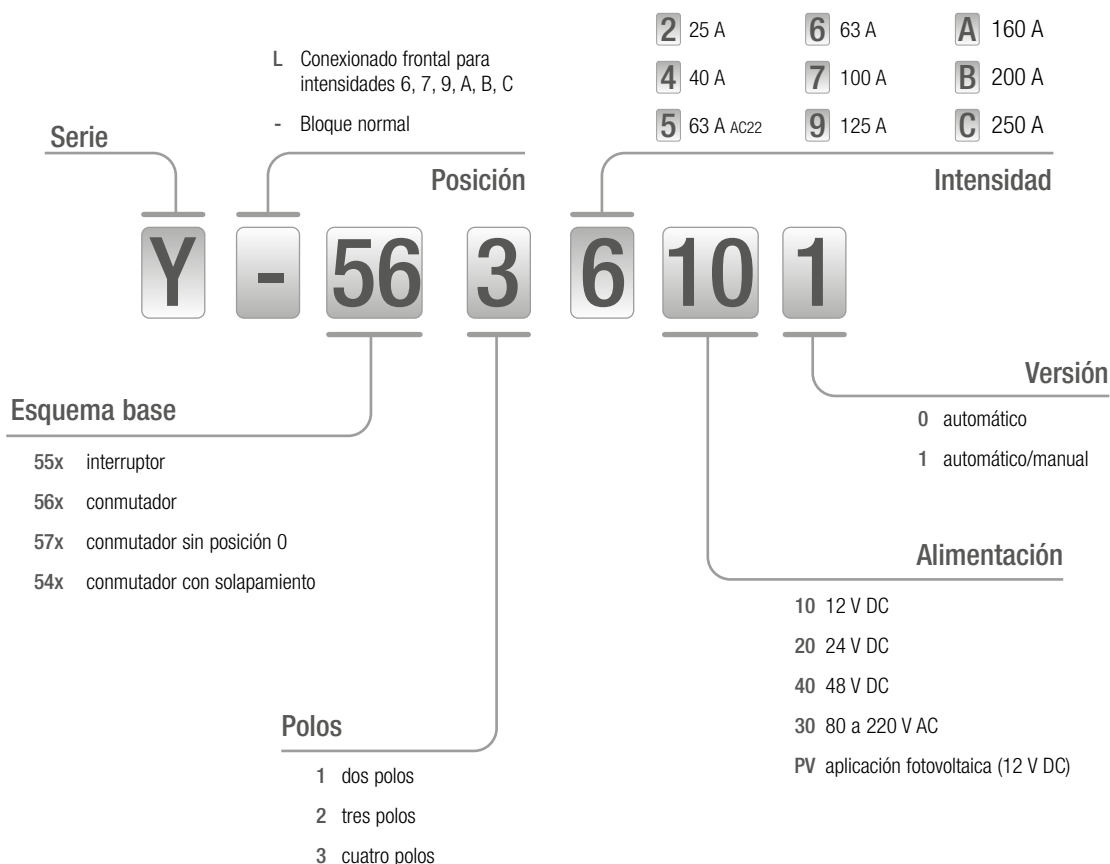 2 25 A
6 63 A
A 160 A
4 40 A
7 100 A
B 200 A
5 63 A AC22
9 125 A
C 250 A
L Conexionado frontal para
intensidades 6, 7, 9, A, B, C
- Bloque normal
Serie
Posición
Intensidad
Y - 56 3 6 10 1
Versión
0 automático
1 automático/manual
Esquema base
55x interruptor
56x conmutador
57x conmutador sin posición 0
54x conmutador con solapamiento
Alimentación
10 12 V DC
20 24 V DC
40 48 V DC
30 80 a 220 V AC
PV aplicación fotovoltaica (12 V DC)
Polos
1 dos polos
2 tres polos
3 cuatro polos